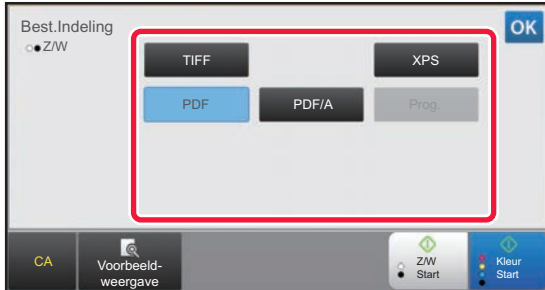 Best.Indeling
Z/W
OK
TIFF
XPS
PDF
PDF/A
Prog.
CA
Voorbeeld-
weergave
Z/W
Start
Kleur
Start